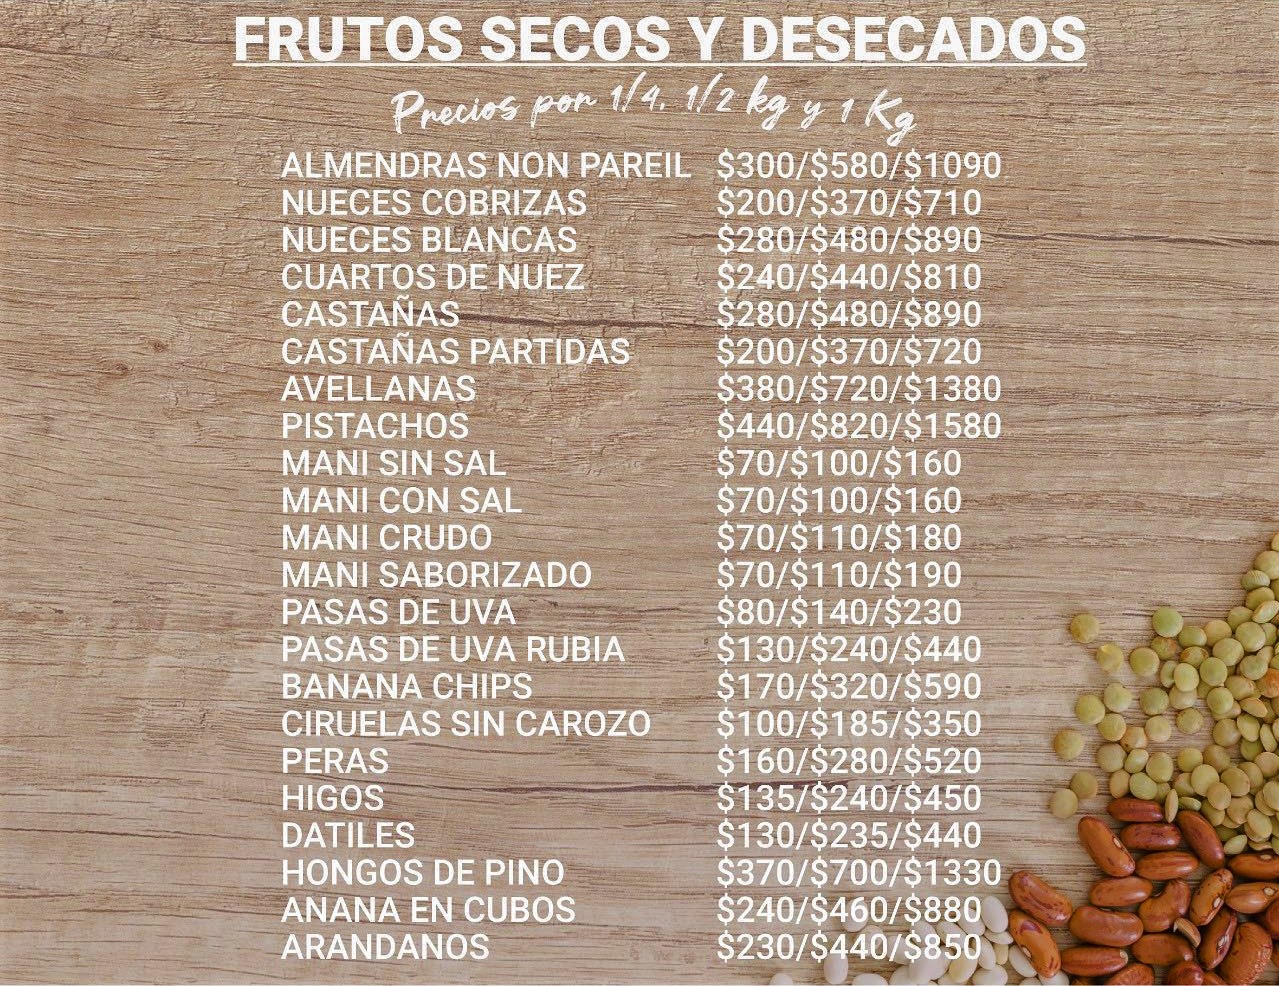 FRUTOS SECOS Y DESECADOS
Precios por 1/4, 1/2 kg y 1 Kg
ALMENDRAS NON PAREIL $300/$580/$1090
NUECES COBRIZAS $200/$370/$710
NUECES BLANCAS $280/$480/$890
CUARTOS DE NUEZ $240/$440/$810
CASTAÑAS $280/$480/$890
CASTAÑAS PARTIDAS $200/$370/$720
AVELLANAS $380/$720/$1380
PISTACHOS $440/$820/$1580
MANI SIN SAL $70/$100/$160
MANI CON SAL $70/$100/$160
MANI CRUDO $70/$110/$180
MANI SABORIZADO $70/$110/$190
PASAS DE UVA $80/$140/$230
PASAS DE UVA RUBIA $130/$240/$440
BANANA CHIPS $170/$320/$590
CIRUELAS SIN CAROZO $100/$185/$350
PERAS $160/$280/$520
HIGOS $135/$240/$450
DATILES $130/$235/$440
HONGOS DE PINO $370/$700/$1330
ANANA EN CUBOS $240/$460/$880
ARANDANOS $230/$440/$850